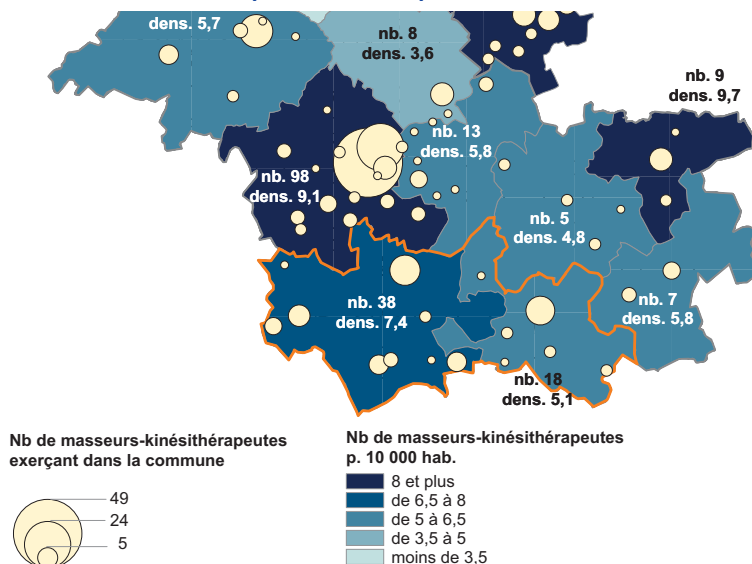 dens. 5,7
nb. 8
dens. 3,6
nb. 9
dens. 9,7
nb. 13
dens. 5,8
nb. 98
dens. 9,1
nb. 5
dens. 4,8
nb. 38
dens. 7,4
nb. 7
dens. 5,8
nb. 18
dens. 5,1
Nb de masseurs-kinésithérapeutes
exerçant dans la commune
49
24
5
Nb de masseurs-kinésithérapeutes
p. 10 000 hab.
8 et plus
de 6,5 à 8
de 5 à 6,5
de 3,5 à 5
moins de 3,5